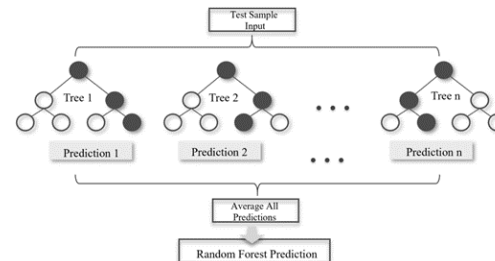 Test Sample
Input
Tree 1
Tree 2
Tree n
Prediction 1
Prediction 2
Prediction n
Average All
Predictions
Random Forest Prediction